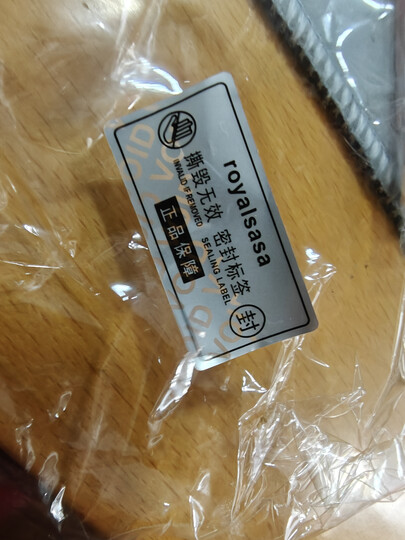 royalsasa
撕毁无效 密封标签
INVALID IF REMOVED SEALING LABEL
正品保障
封
VOID